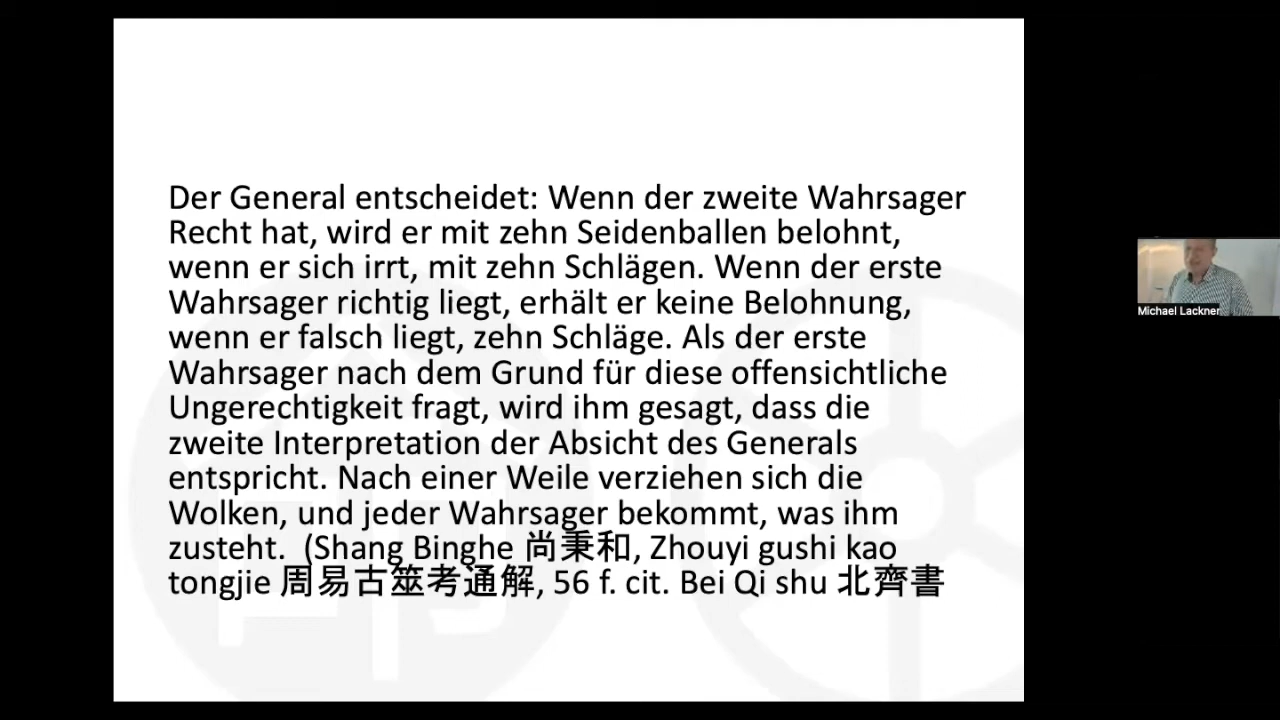 Der General entscheidet: Wenn der zweite Wahrsager
Recht hat, wird er mit zehn Seidenballen belohnt,
wenn er sich irrt, mit zehn Schlägen. Wenn der erste
Wahrsager richtig liegt, erhält er keine Belohnung,
wenn er falsch liegt, zehn Schläge. Als der erste
Wahrsager nach dem Grund für diese offensichtliche
Ungerechtigkeit fragt, wird ihm gesagt, dass die
zweite Interpretation der Absicht des Generals
entspricht. Nach einer Weile verziehen sich die
Wolken, und jeder Wahrsager bekommt, was ihm
zusteht.  (Shang Binghe 尚秉和, Zhouyi gushi kao
tongjie 周易古筮考通解, 56 f. cit. Bei Qi shu 北齊書
Michael Lackner